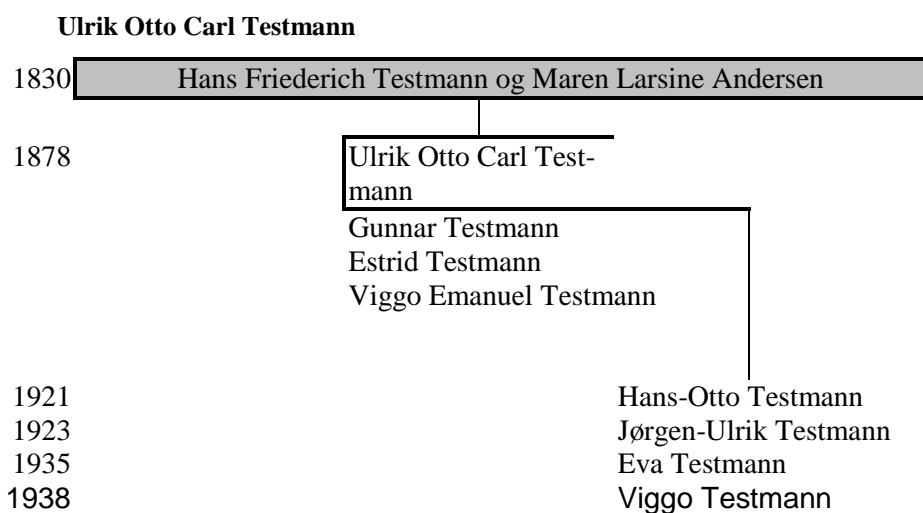 Ulrik Otto Carl Testmann
1830 Hans Friederich Testmann og Maren Larsine Andersen
1878 Ulrik Otto Carl Test-
mann
Gunnar Testmann
Estrid Testmann
Viggo Emanuel Testmann
1921 Hans-Otto Testmann
1923 Jørgen-Ulrik Testmann
1935 Eva Testmann
1938 Viggo Testmann